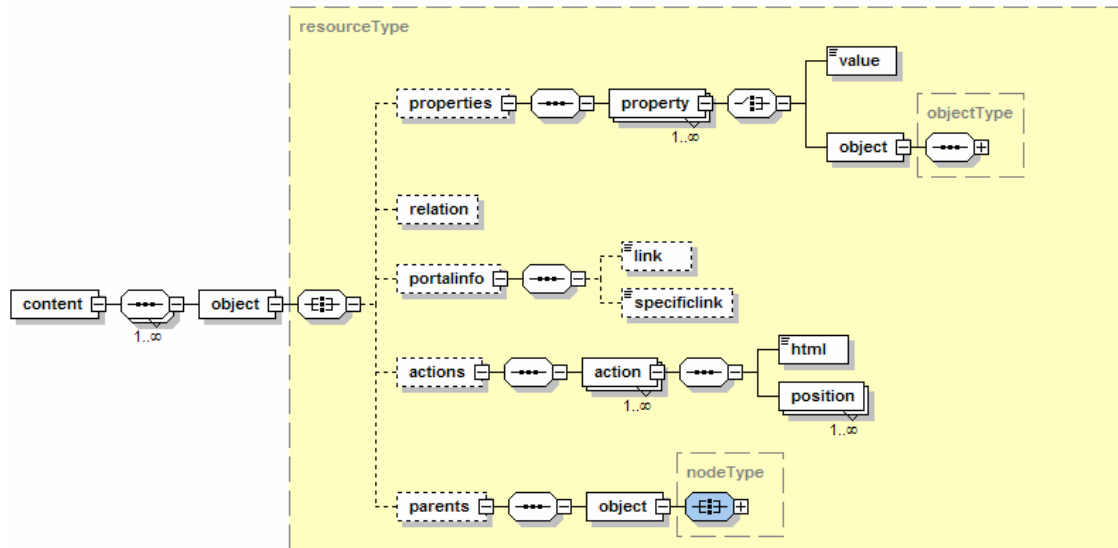 resourceType
value
properties
property
objectType
1..∞
object
relation
link
portalinfo
specificlink
content
object
1..∞
html
actions
action
position
1..∞
1..∞
nodeType
parents
object